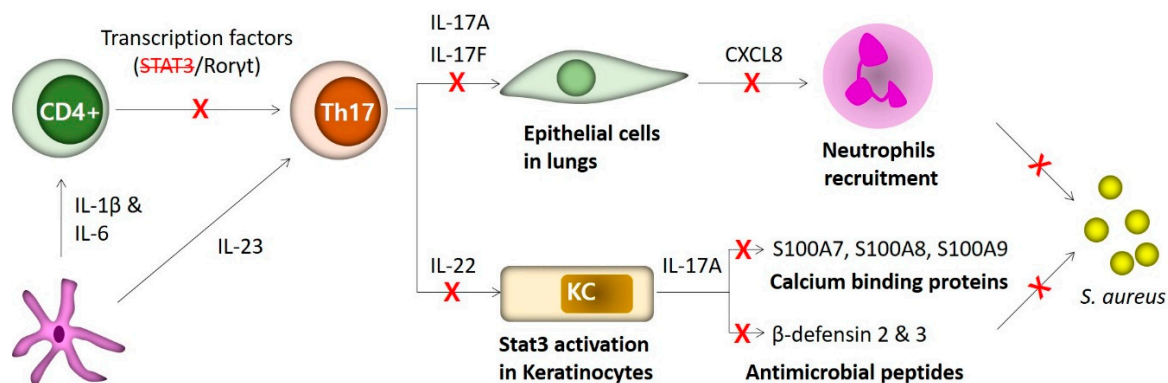 Transcription factors
(STAT3/Roryt)
CD4+
Th17
IL-1β &
IL-6
IL-23
IL-17A
IL-17F
Epithelial cells
in lungs
CXCL8
Neutrophils
recruitment
IL-22
KC
Stat3 activation
in Keratinocytes
IL-17A
S100A7, S100A8, S100A9
Calcium binding proteins
β-defensin 2 & 3
Antimicrobial peptides
S. aureus